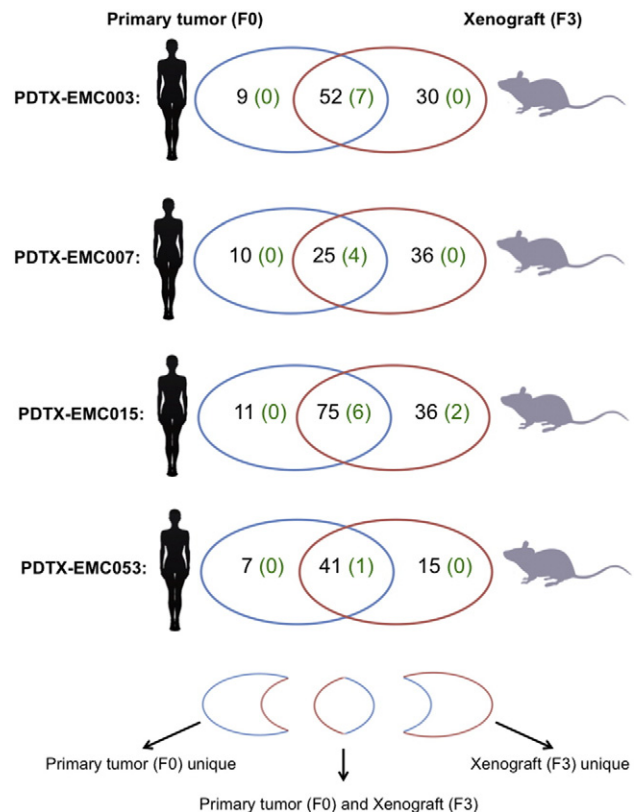 Primary tumor (F0) Xenograft (F3)
PDTX-EMC003: 9 (0) 52 (7) 30 (0)
PDTX-EMC007: 10 (0) 25 (4) 36 (0)
PDTX-EMC015: 11 (0) 75 (6) 36 (2)
PDTX-EMC053: 7 (0) 41 (1) 15 (0)
Primary tumor (F0) unique Xenograft (F3) unique
Primary tumor (F0) and Xenograft (F3)